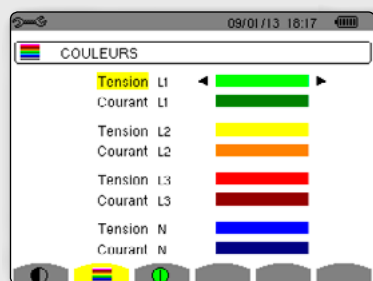 09/01/13 18:17
COULEURS
Tension L1
Courant L1
Tension L2
Courant L2
Tension L3
Courant L3
Tension N
Courant N